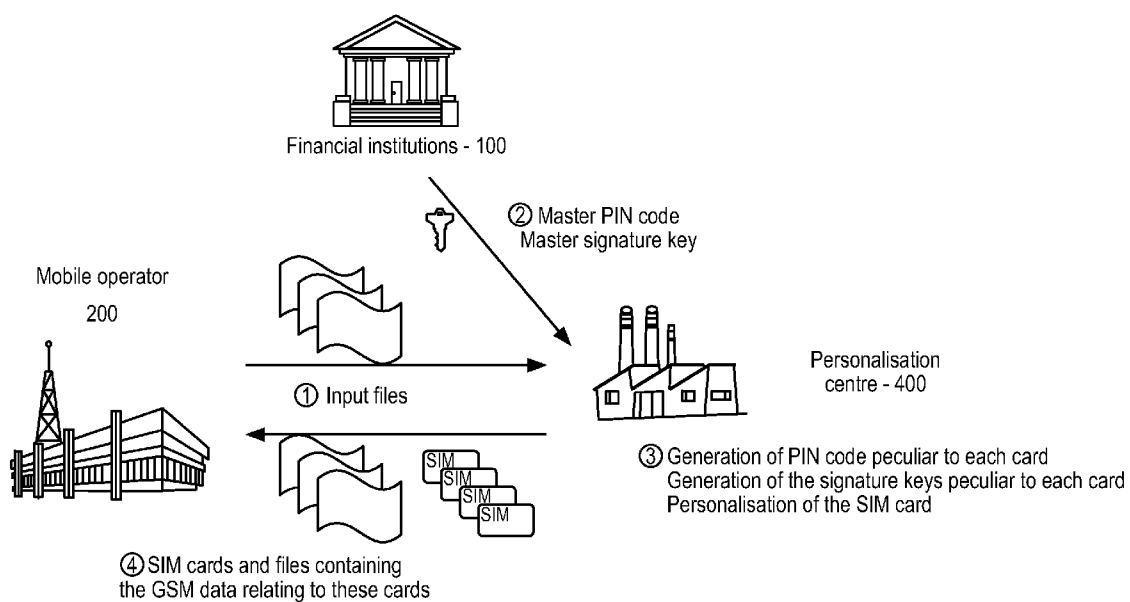 Financial institutions - 100
② Master PIN code
Master signature key
Mobile operator
200
Personalisation
centre - 400
① Input files
③ Generation of PIN code peculiar to each card
Generation of the signature keys peculiar to each card
Personalisation of the SIM card
SIM
SIM
SIM
SIM
④ SIM cards and files containing
the GSM data relating to these cards